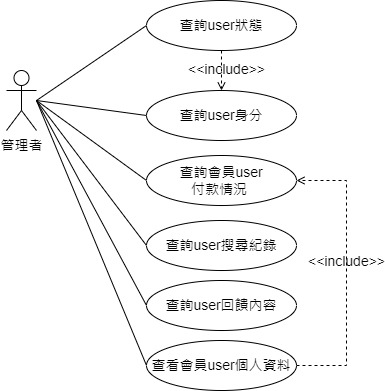 查詢user狀態
<<include>>
查詢user身分
管理者
查詢會員user
付款情況
查詢user搜尋紀錄
<<include>>
查詢user回饋內容
查看會員user個人資料